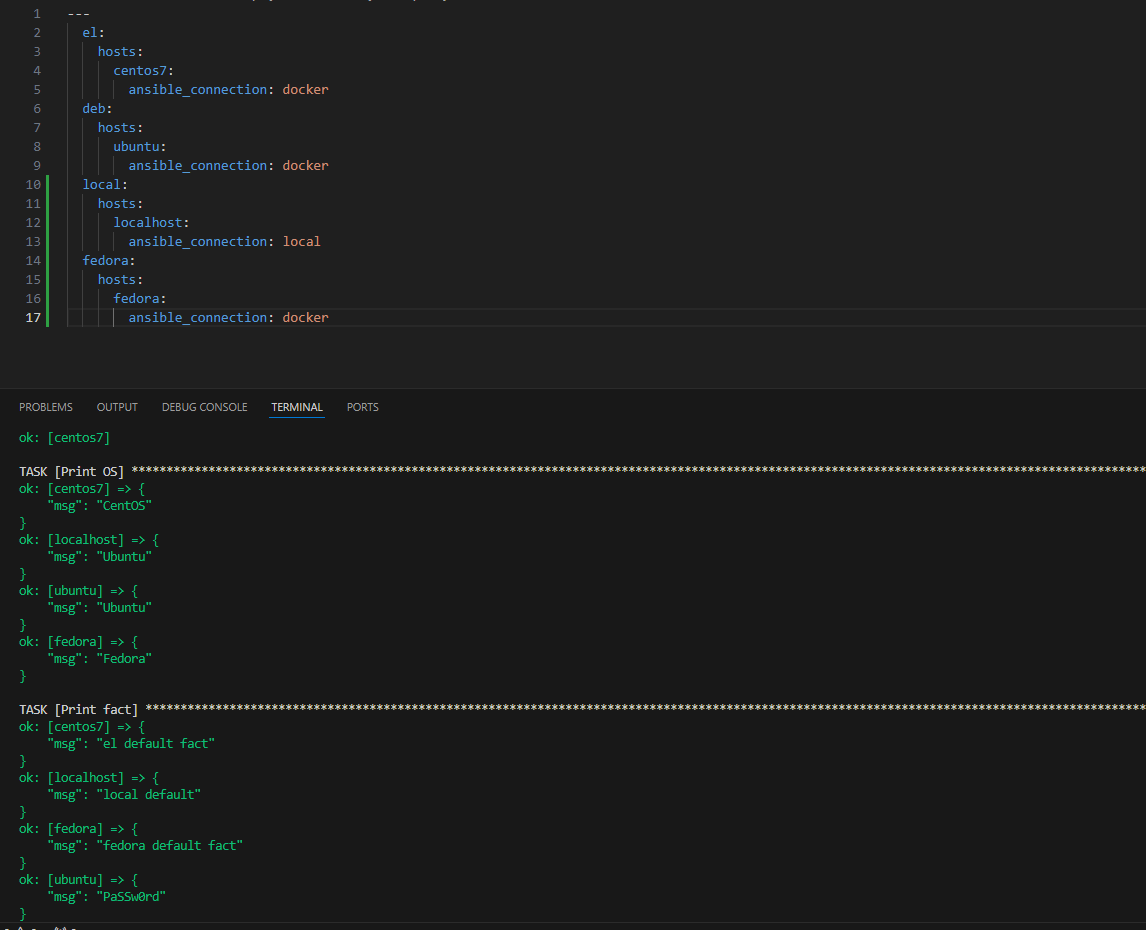 1 ---
2 el:
3 hosts:
4 centos7:
5 ansible_connection: docker
6 deb:
7 hosts:
8 ubuntu:
9 ansible_connection: docker
10 local:
11 hosts:
12 localhost:
13 ansible_connection: local
14 fedora:
15 hosts:
16 fedora:
17 ansible_connection: docker
PROBLEMS OUTPUT DEBUG CONSOLE TERMINAL PORTS
ok: [centos7]
TASK [Print OS] ****************************************************************************************************************************************************
ok: [centos7] => {
"msg": "CentOS"
}
ok: [localhost] => {
"msg": "Ubuntu"
}
ok: [ubuntu] => {
"msg": "Ubuntu"
}
ok: [fedora] => {
"msg": "Fedora"
}
TASK [Print fact] **************************************************************************************************************************************************
ok: [centos7] => {
"msg": "el default fact"
}
ok: [localhost] => {
"msg": "local default"
}
ok: [fedora] => {
"msg": "fedora default fact"
}
ok: [ubuntu] => {
"msg": "PaSSw0rd"
}